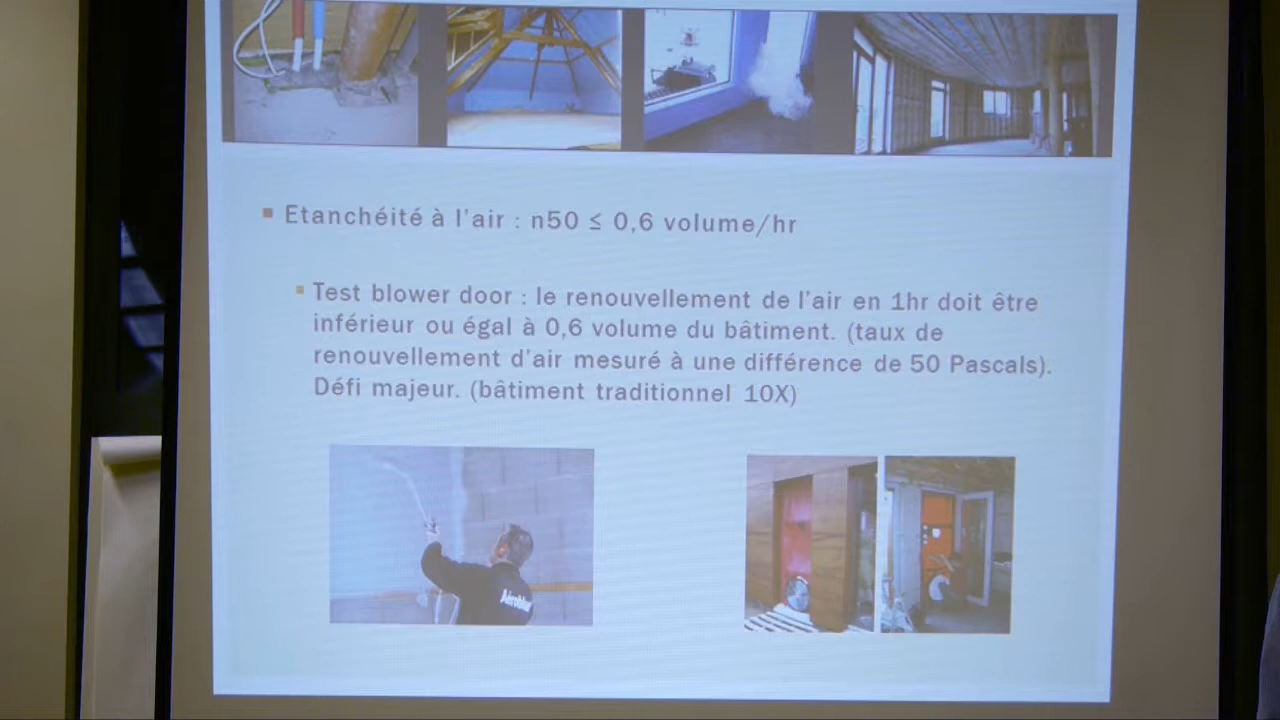 Etanchéité à l'air : n50 ≤ 0,6 volume/hr
Test blower door : le renouvellement de l'air en 1hr doit être
inférieur ou égal à 0,6 volume du bâtiment. (taux de
renouvellement d'air mesuré à une différence de 50 Pascals).
Défi majeur. (bâtiment traditionnel 10X)